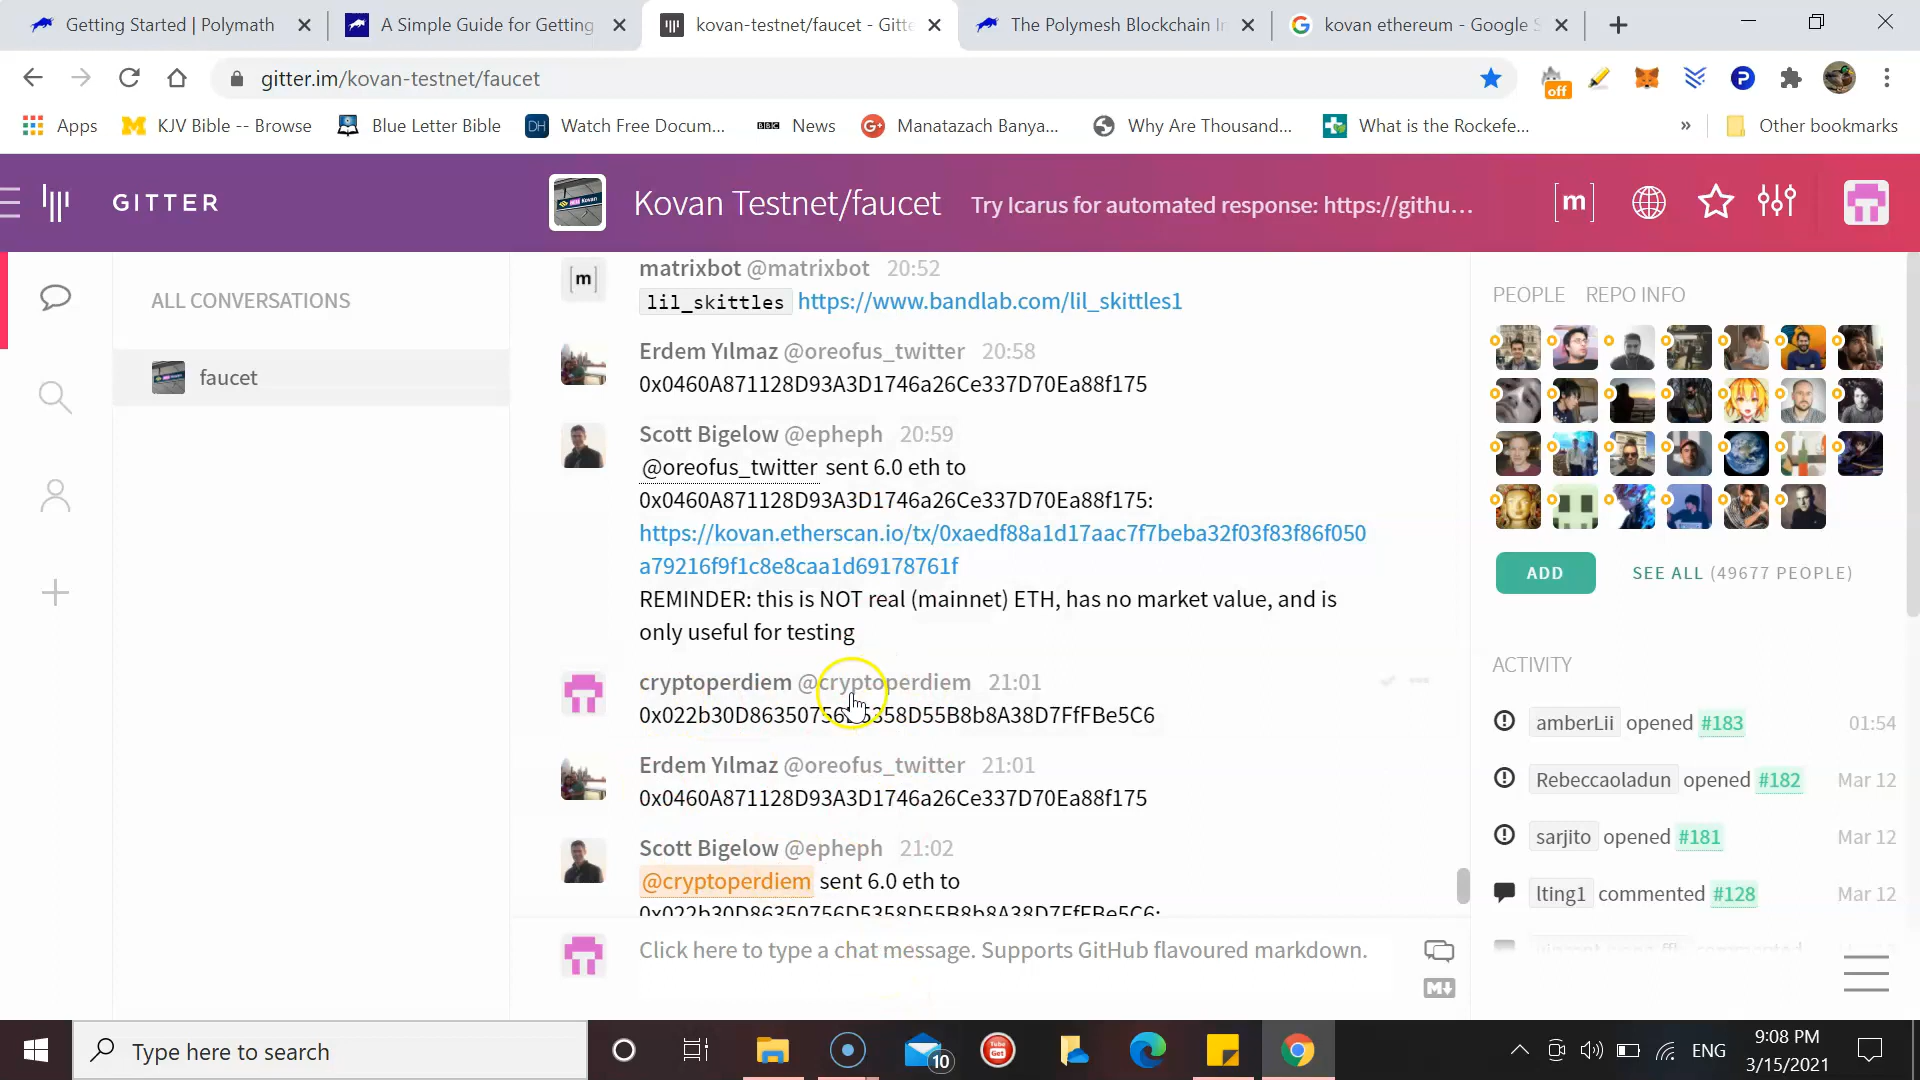 Getting Started | Polymath
A Simple Guide for Getting
kovan-testnet/faucet - Gitte
The Polymesh Blockchain In
kovan ethereum - Google S
gitter.im/kovan-testnet/faucet
off
Apps
KJV Bible -- Browse
Blue Letter Bible
DH
Watch Free Docum...
BBC
News
Manatazach Banya...
Why Are Thousand...
What is the Rockefe...
»
Other bookmarks
GITTER
Kovan Testnet/faucet
Try Icarus for automated response: https://githu...
[m]
ALL CONVERSATIONS
faucet
[m]
matrixbot @matrixbot 20:52
lil_skittles https://www.bandlab.com/lil_skittles1
Erdem Yılmaz @oreofus_twitter 20:58
0x0460A871128D93A3D1746a26Ce337D70Ea88f175
Scott Bigelow @epheph 20:59
@oreofus_twitter sent 6.0 eth to
0x0460A871128D93A3D1746a26Ce337D70Ea88f175:
https://kovan.etherscan.io/tx/0xaedf88a1d17aac7f7beba32f03f83f86f050
a79216f9f1c8e8caa1d69178761f
REMINDER: this is NOT real (mainnet) ETH, has no market value, and is
only useful for testing
cryptoperdiem @cryptoperdiem 21:01
0x022b30D86350756D5358D55B8b8A38D7FfFBe5C6
Erdem Yılmaz @oreofus_twitter 21:01
0x0460A871128D93A3D1746a26Ce337D70Ea88f175
Scott Bigelow @epheph 21:02
@cryptoperdiem sent 6.0 eth to
0x022b30D86350756D5358D55B8b8A38D7FfFBe5C6:
Click here to type a chat message. Supports GitHub flavoured markdown.
PEOPLE REPO INFO
ADD
SEE ALL (49677 PEOPLE)
ACTIVITY
amberLii opened #183 01:54
Rebeccaoladun opened #182 Mar 12
sarjito opened #181 Mar 12
lting1 commented #128 Mar 12
Type here to search
10
ENG
9:08 PM
3/15/2021